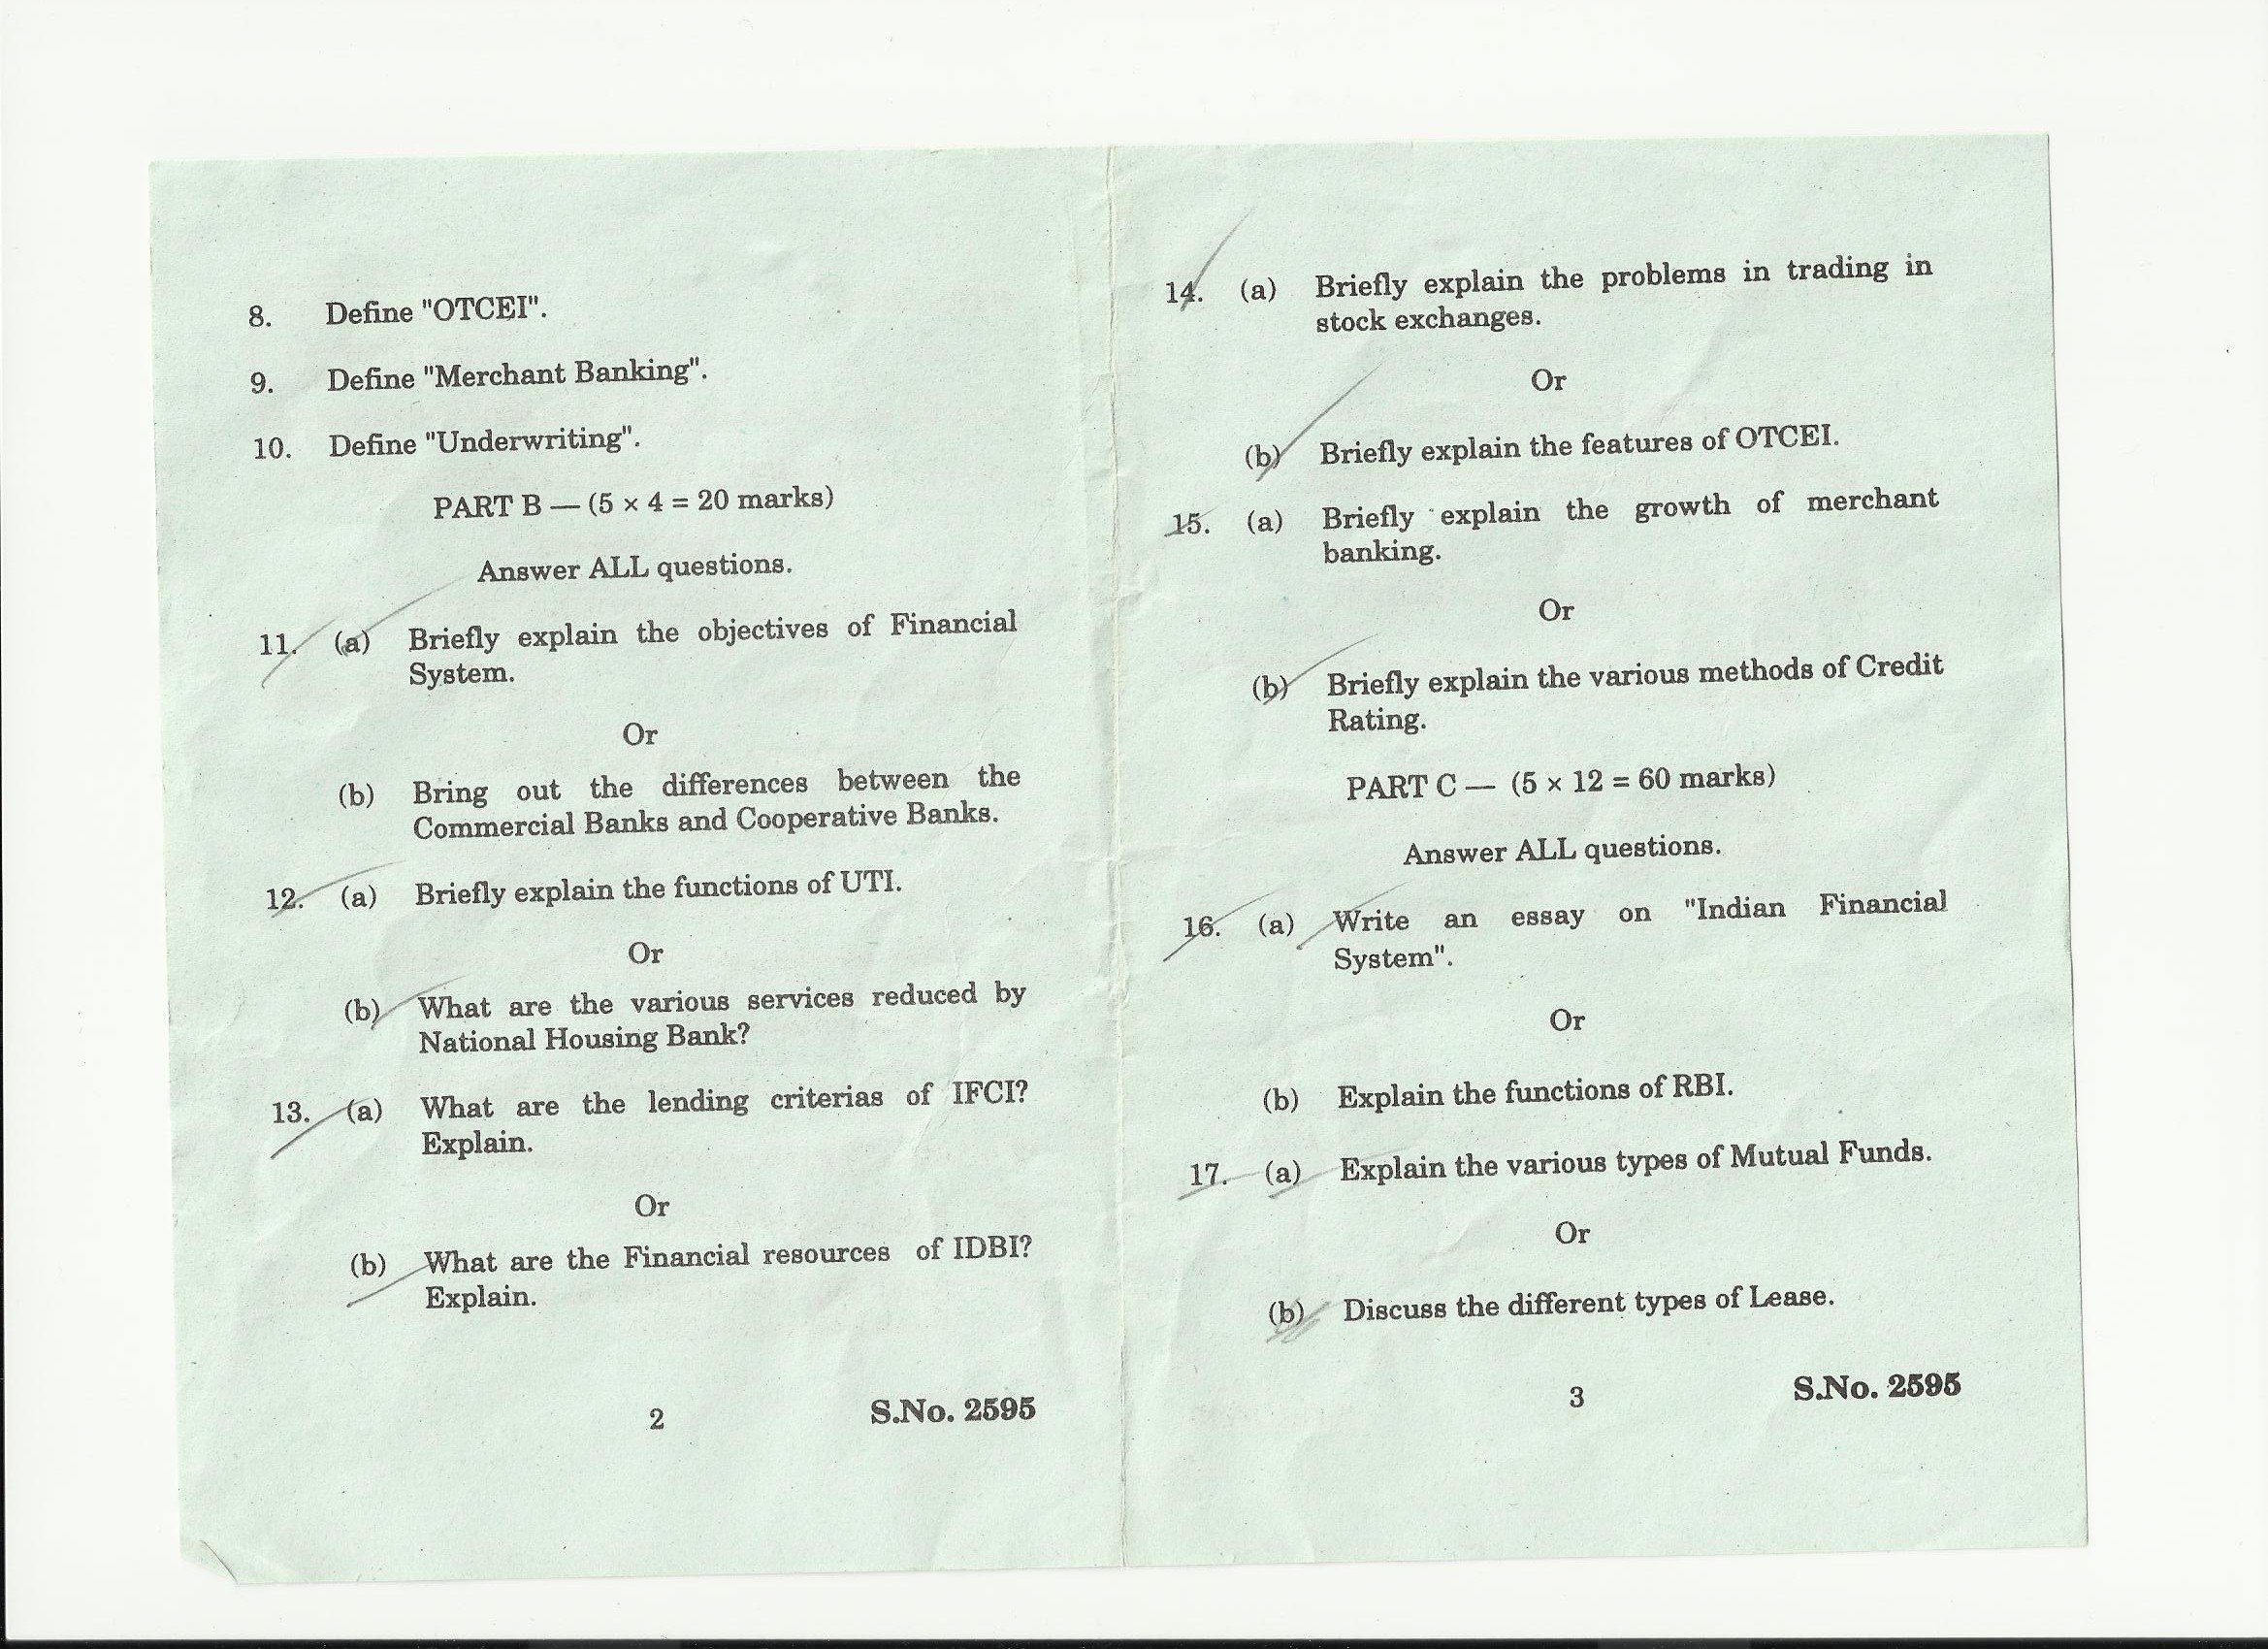 8. Define "OTCEI".
9. Define "Merchant Banking".
10. Define "Underwriting".
PART B — (5 × 4 = 20 marks)
Answer ALL questions.
11. (a) Briefly explain the objectives of Financial
System.
Or
(b) Bring out the differences between the
Commercial Banks and Cooperative Banks.
12. (a) Briefly explain the functions of UTI.
Or
(b) What are the various services reduced by
National Housing Bank?
13. (a) What are the lending criterias of IFCI?
Explain.
Or
(b) What are the Financial resources of IDBI?
Explain.
2 S.No. 2595
14. (a) Briefly explain the problems in trading in
stock exchanges.
Or
(b) Briefly explain the features of OTCEI.
15. (a) Briefly explain the growth of merchant
banking.
Or
(b) Briefly explain the various methods of Credit
Rating.
PART C — (5 × 12 = 60 marks)
Answer ALL questions.
16. (a) Write an essay on "Indian Financial
System".
Or
(b) Explain the functions of RBI.
17. (a) Explain the various types of Mutual Funds.
Or
(b) Discuss the different types of Lease.
3 S.No. 2595